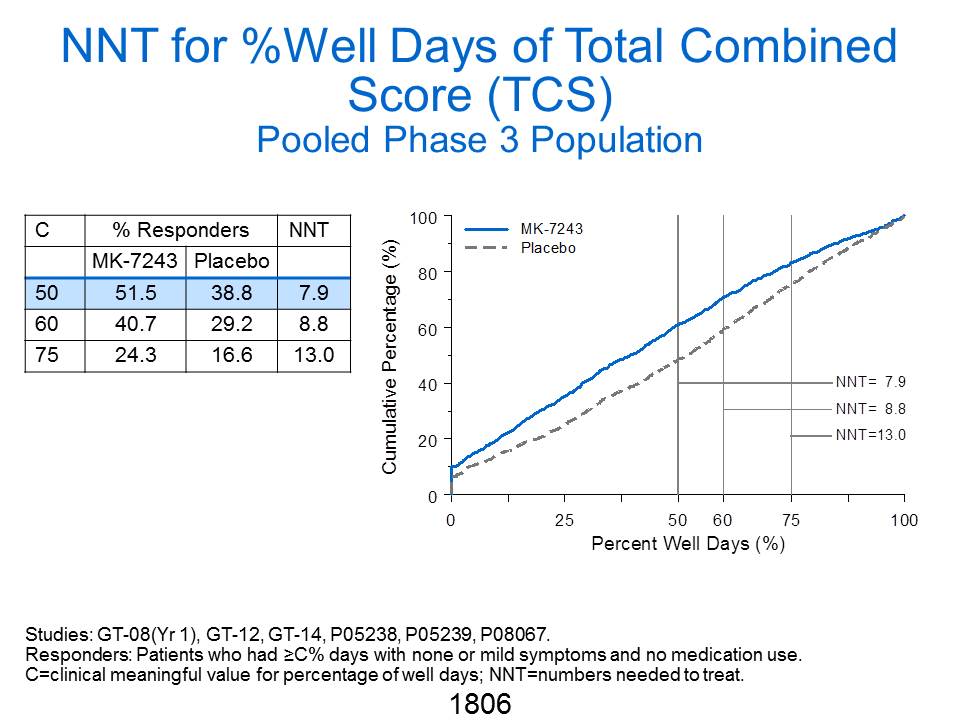 NNT for %Well Days of Total Combined
Score (TCS)
Pooled Phase 3 Population
C % Responders NNT
MK-7243 Placebo
50 51.5 38.8 7.9
60 40.7 29.2 8.8
75 24.3 16.6 13.0
Cumulative Percentage (%)
100
80
60
40
20
0
MK-7243
Placebo
NNT= 7.9
NNT= 8.8
NNT=13.0
0 25 50 60 75 100
Percent Well Days (%)
Studies: GT-08(Yr 1), GT-12, GT-14, P05238, P05239, P08067.
Responders: Patients who had ≥C% days with none or mild symptoms and no medication use.
C=clinical meaningful value for percentage of well days; NNT=numbers needed to treat.
1806